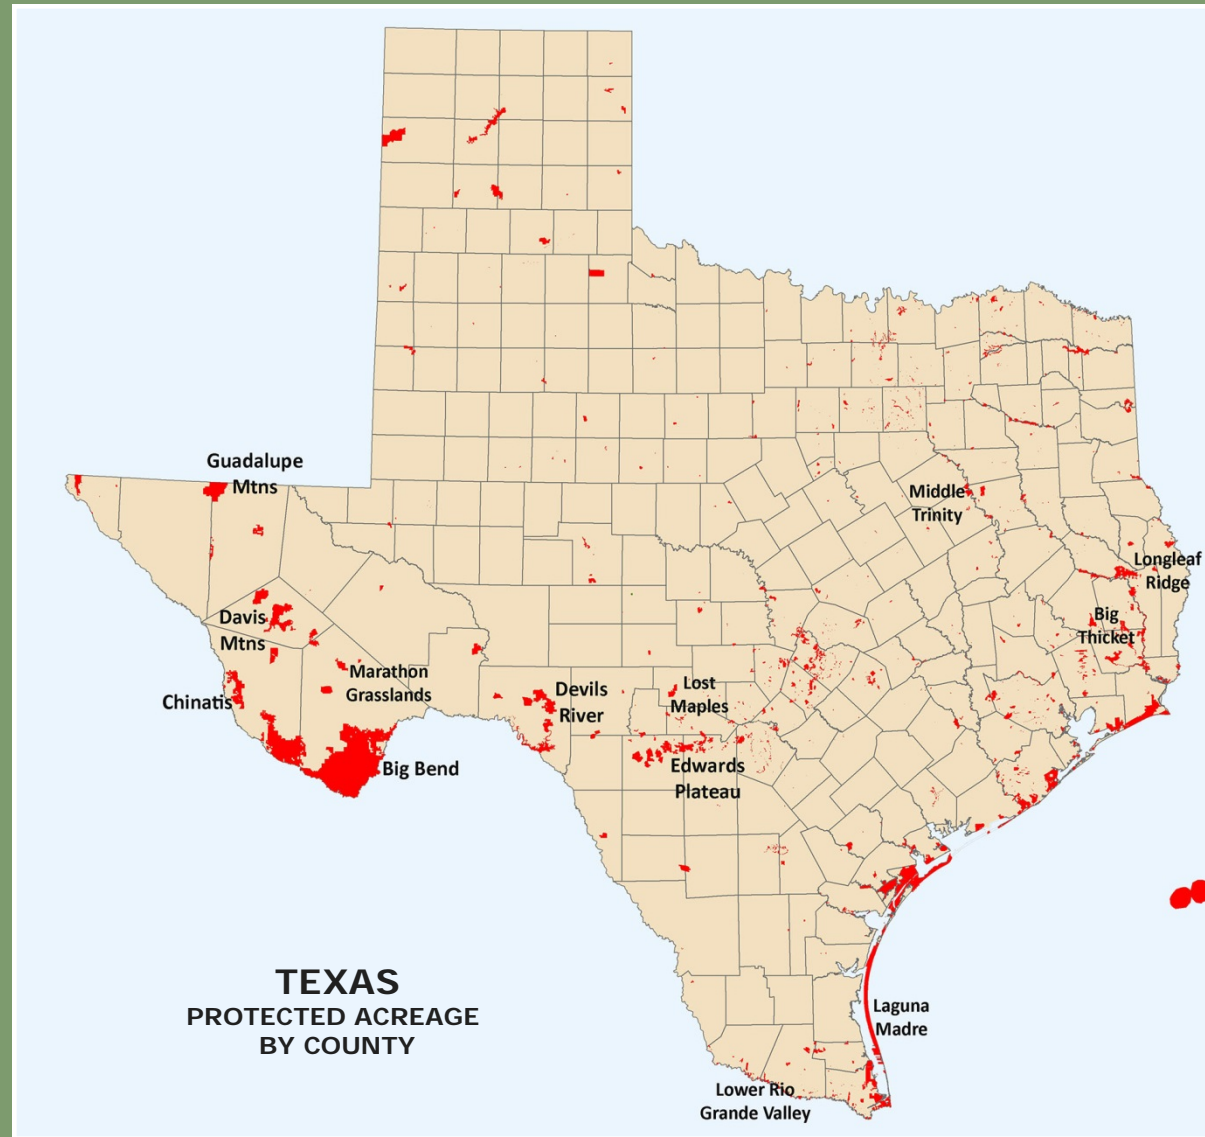 Guadalupe
Mtns
Middle
Trinity
Longleaf
Ridge
Davis
Mtns
Big
Thicket
Marathon
Grasslands
Chinatis
Devils
River
Lost
Maples
Big Bend
Edwards
Plateau
TEXAS
PROTECTED ACREAGE
BY COUNTY
Laguna
Madre
Lower Rio
Grande Valley